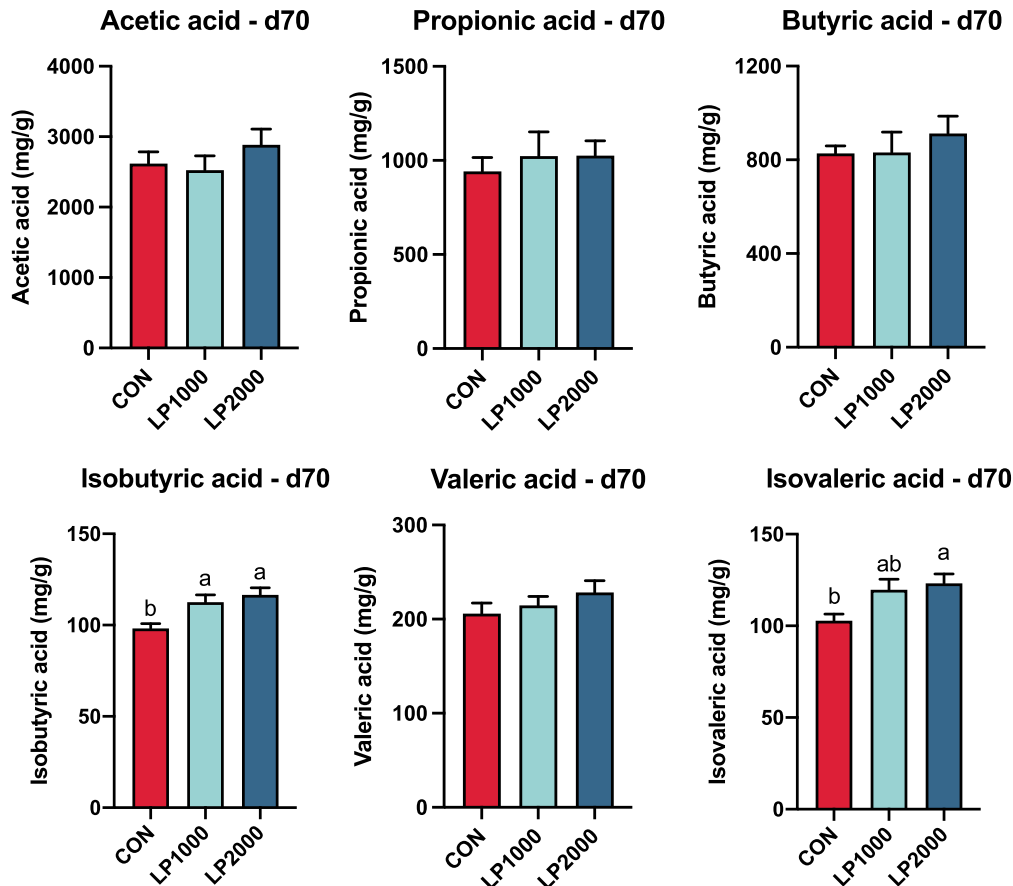 Acetic acid - d70
Propionic acid - d70
Butyric acid - d70
Acetic acid (mg/g)
4000
3000
2000
1000
0
CON
LP1000
LP2000
Propionic acid (mg/g)
1500
1000
500
0
CON
LP1000
LP2000
Butyric acid (mg/g)
1200
800
400
0
CON
LP1000
LP2000
Isobutyric acid - d70
Valeric acid - d70
Isovaleric acid - d70
Isobutyric acid (mg/g)
150
100
50
0
b
a
a
CON
LP1000
LP2000
Valeric acid (mg/g)
300
200
100
0
CON
LP1000
LP2000
Isovaleric acid (mg/g)
150
100
50
0
b
ab
a
CON
LP1000
LP2000